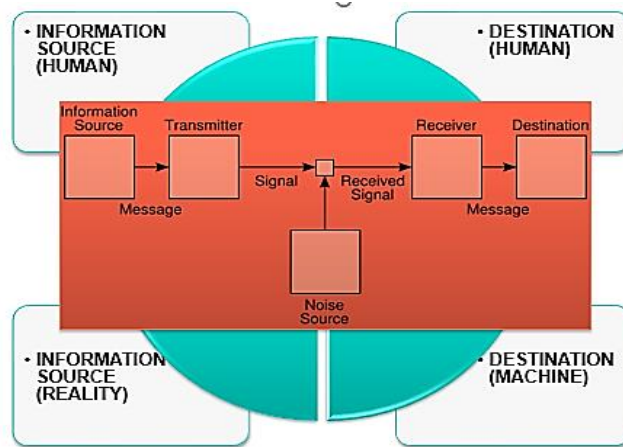 • INFORMATION
SOURCE
(HUMAN)
• DESTINATION
(HUMAN)
Information
Source
Transmitter
Receiver
Destination
Signal
Received
Signal
Message
Message
Noise
Source
• INFORMATION
SOURCE
(REALITY)
• DESTINATION
(MACHINE)